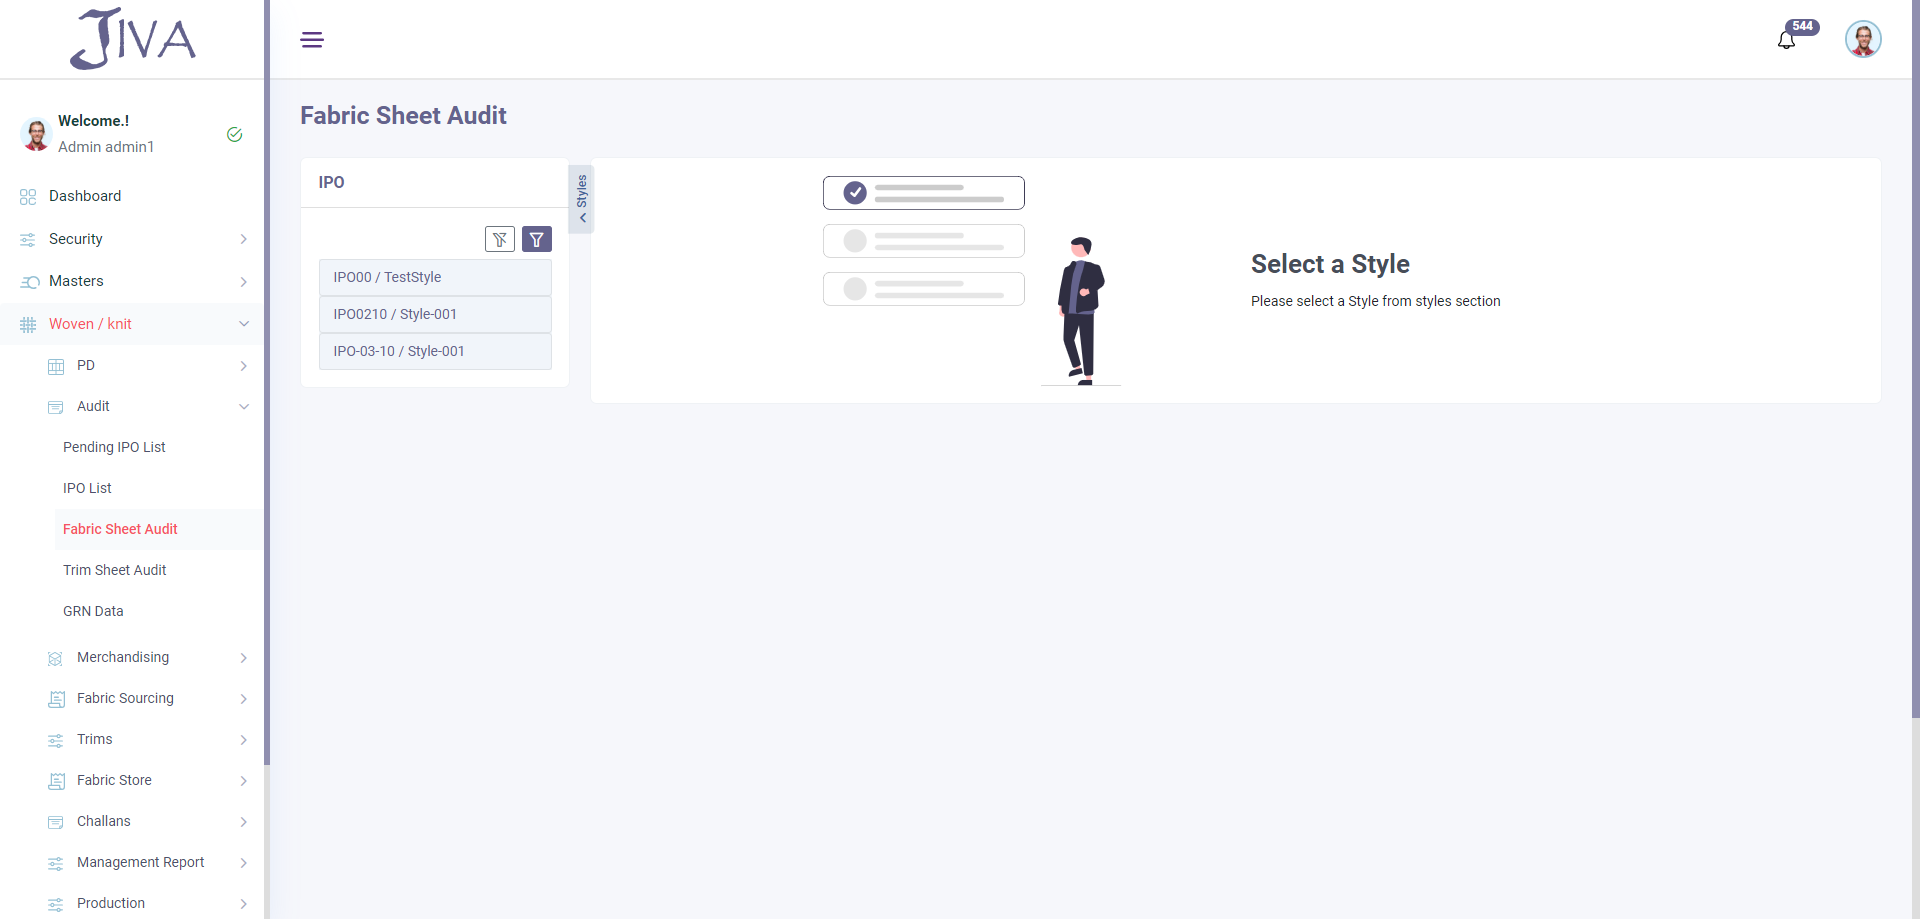 JIVA
544
Welcome.!
Admin admin1
Dashboard
Security
Masters
Woven / knit
PD
Audit
Pending IPO List
IPO List
Fabric Sheet Audit
Trim Sheet Audit
GRN Data
Merchandising
Fabric Sourcing
Trims
Fabric Store
Challans
Management Report
Production
Fabric Sheet Audit
IPO
Styles
IPO00 / TestStyle
IPO0210 / Style-001
IPO-03-10 / Style-001
Select a Style
Please select a Style from styles section